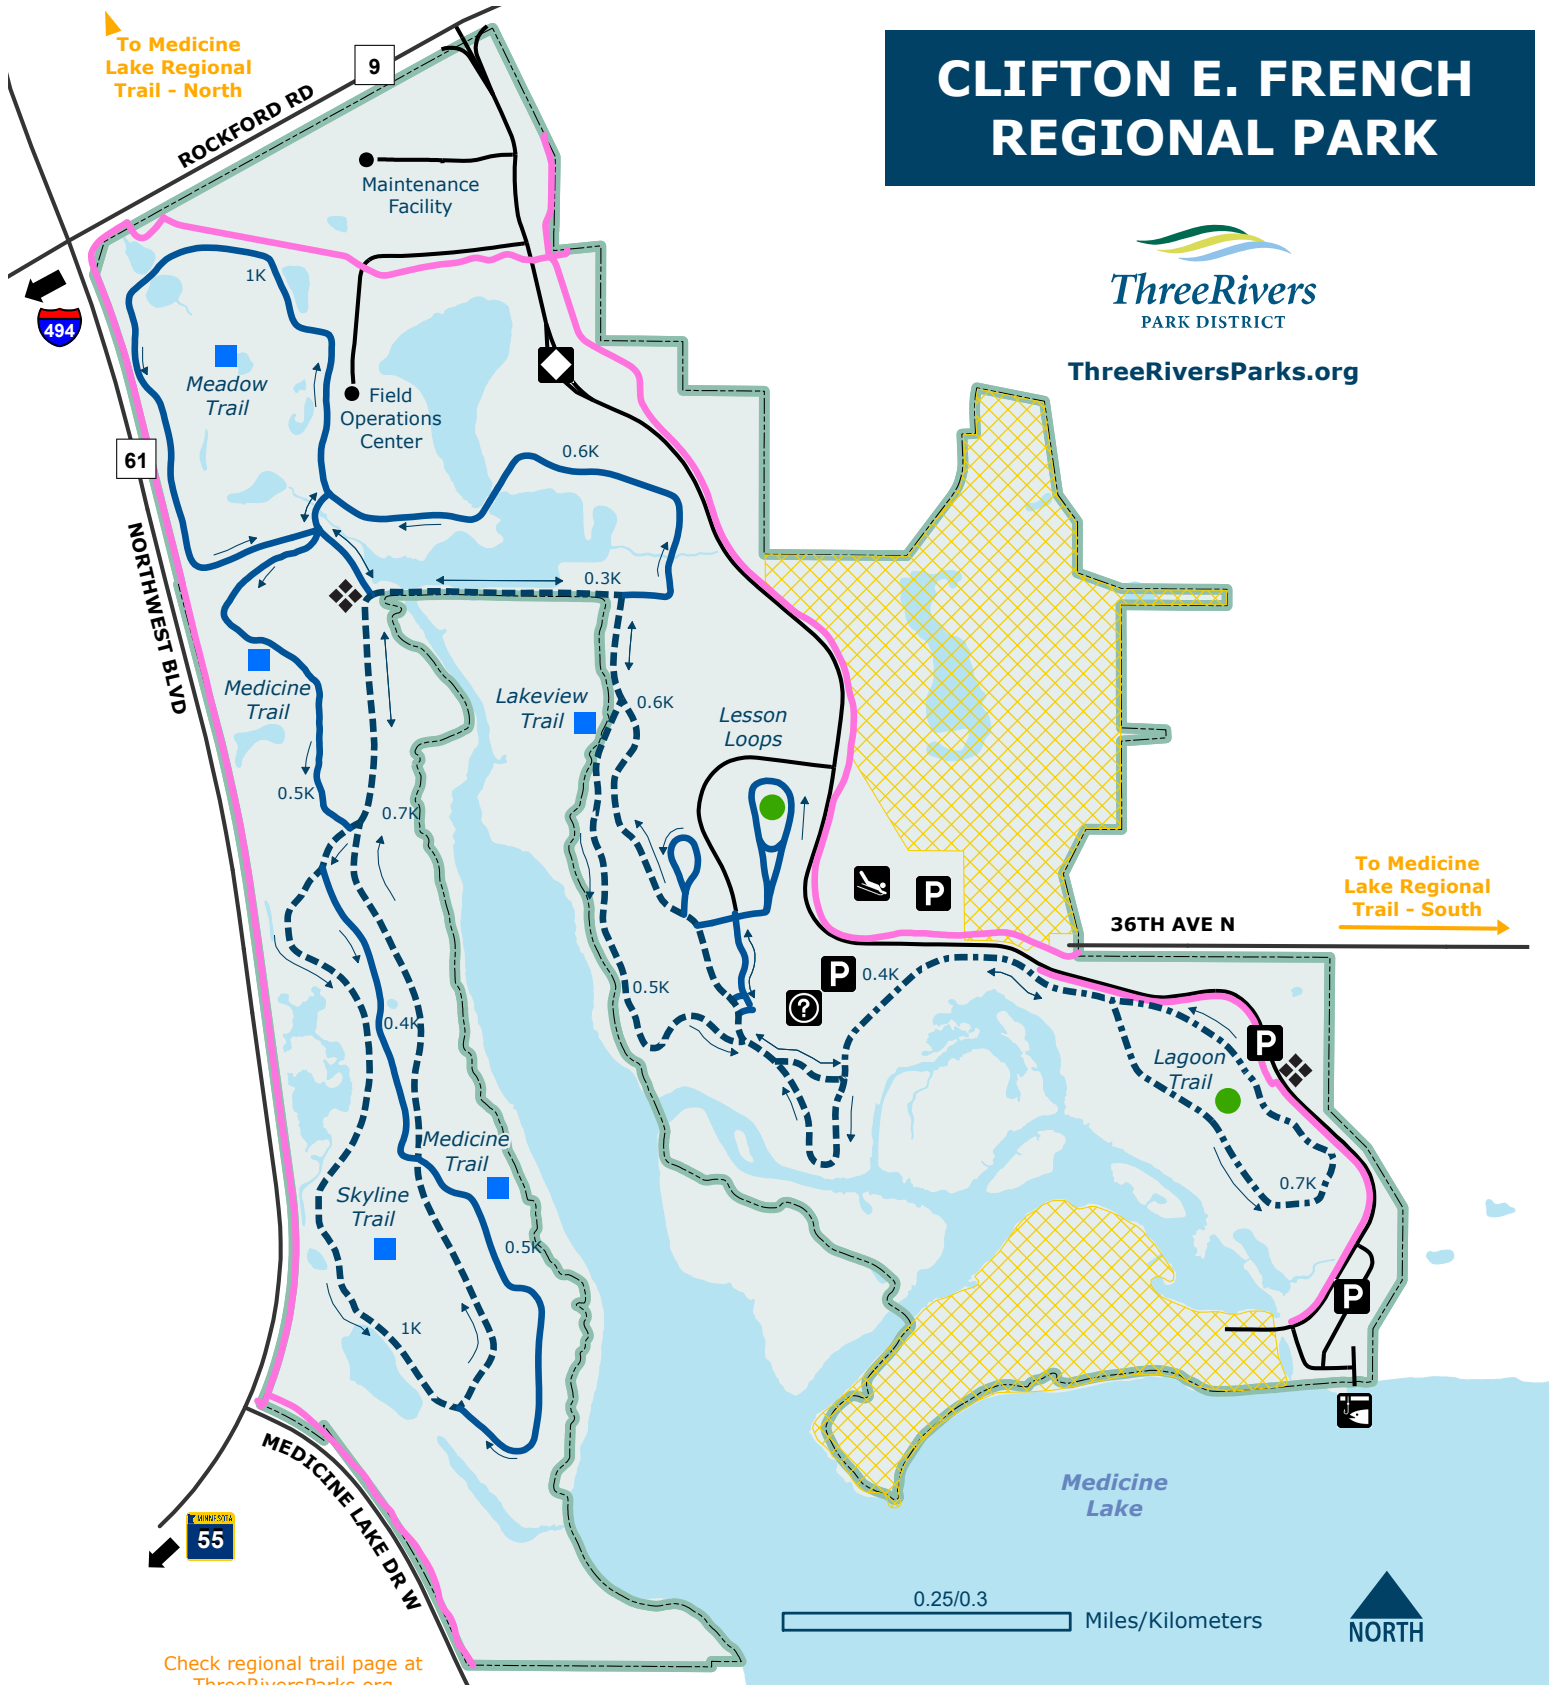 To Medicine
Lake Regional
Trail - North
9
ROCKFORD RD
CLIFTON E. FRENCH
REGIONAL PARK
Maintenance
Facility
ThreeRivers
PARK DISTRICT
ThreeRiversParks.org
1K
494
Meadow
Trail
Field
Operations
Center
61
0.6K
NORTHWEST BLVD
0.3K
Medicine
Trail
Lakeview
Trail
0.6K
Lesson
Loops
0.5K
0.7K
P
To Medicine
Lake Regional
Trail - South
36TH AVE N
P
0.4K
0.5K
?
0.4K
P
Lagoon
Trail
Medicine
Trail
0.7K
Skyline
Trail
0.5K
P
1K
MEDICINE LAKE DR W
Medicine
Lake
MINNESOTA
55
0.25/0.3
Miles/Kilometers
NORTH
Check regional trail page at
ThreeRiversParks.org